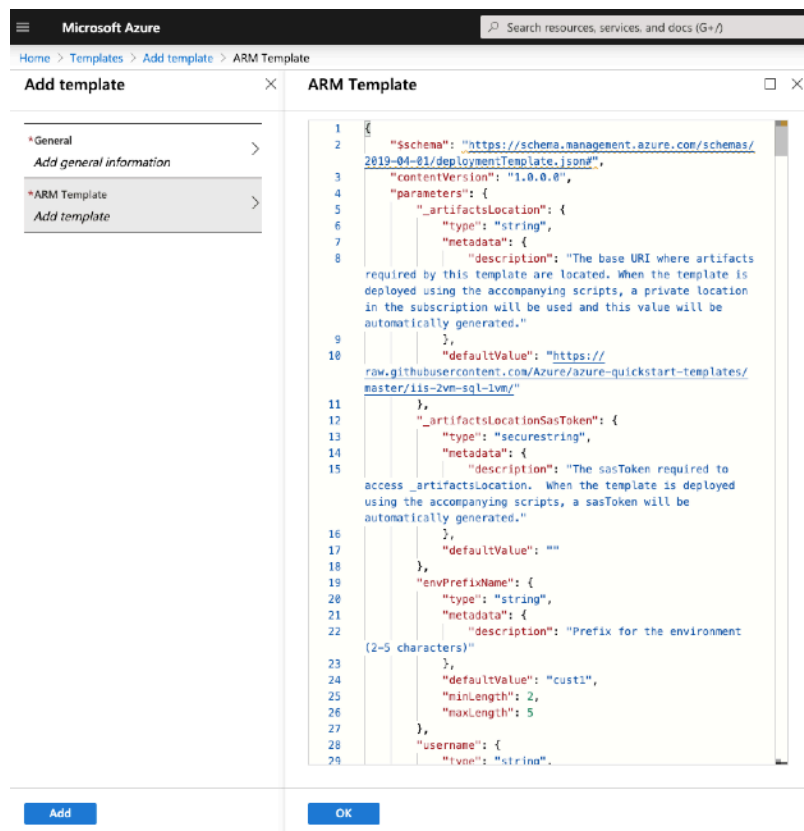 Microsoft Azure
Search resources, services, and docs (G+/)
Home > Templates > Add template > ARM Template
Add template
ARM Template
*General
Add general information
*ARM Template
Add template
1 {
2 "$schema": "https://schema.management.azure.com/schemas/
2019-04-01/deploymentTemplate.json#",
3 "contentVersion": "1.0.0.0",
4 "parameters": {
5 "_artifactsLocation": {
6 "type": "string",
7 "metadata": {
8 "description": "The base URI where artifacts
required by this template are located. When the template is
deployed using the accompanying scripts, a private location
in the subscription will be used and this value will be
automatically generated."
9 },
10 "defaultValue": "https://
raw.githubusercontent.com/Azure/azure-quickstart-templates/
master/iis-2vm-sql-1vm/"
11 },
12 "_artifactsLocationSasToken": {
13 "type": "securestring",
14 "metadata": {
15 "description": "The sasToken required to
access _artifactsLocation.  When the template is deployed
using the accompanying scripts, a sasToken will be
automatically generated."
16 },
17 "defaultValue": ""
18 },
19 "envPrefixName": {
20 "type": "string",
21 "metadata": {
22 "description": "Prefix for the environment
(2-5 characters)"
23 },
24 "defaultValue": "cust1",
25 "minLength": 2,
26 "maxLength": 5
27 },
28 "username": {
29 "type": "string",
Add
OK